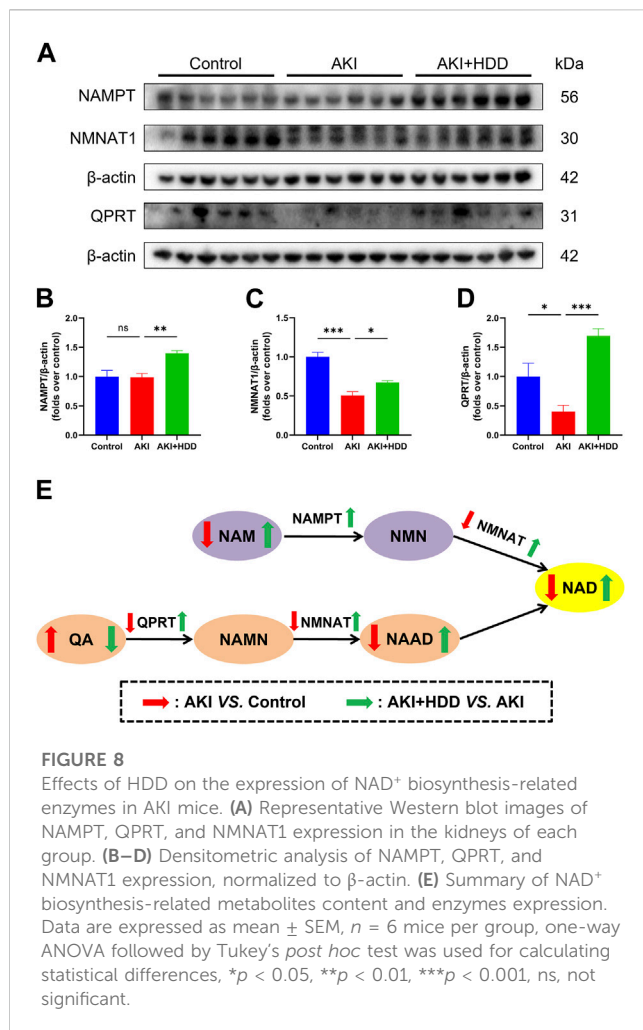 A
Control AKI AKI+HDD kDa
NAMPT 56
NMNAT1 30
β-actin 42
QPRT 31
β-actin 42
B
NAMPT/β-actin
(folds over control)
2.0
1.5
1.0
0.5
0.0
ns **
Control AKI AKI+HDD
C
NMNAT1/β-actin
(folds over control)
1.5
1.0
0.5
0.0
*** *
Control AKI AKI+HDD
D
QPRT/β-actin
(folds over control)
2.0
1.5
1.0
0.5
0.0
* ***
Control AKI AKI+HDD
E
NAM NAMPT NMN NMNAT
NAD
QA QPRT NAMN NMNAT NAAD
: AKI VS. Control : AKI+HDD VS. AKI
FIGURE 8
Effects of HDD on the expression of NAD⁺ biosynthesis-related
enzymes in AKI mice. (A) Representative Western blot images of
NAMPT, QPRT, and NMNAT1 expression in the kidneys of each
group. (B–D) Densitometric analysis of NAMPT, QPRT, and
NMNAT1 expression, normalized to β-actin. (E) Summary of NAD⁺
biosynthesis-related metabolites content and enzymes expression.
Data are expressed as mean ± SEM, n = 6 mice per group, one-way
ANOVA followed by Tukey's post hoc test was used for calculating
statistical differences, *p < 0.05, **p < 0.01, ***p < 0.001, ns, not
significant.